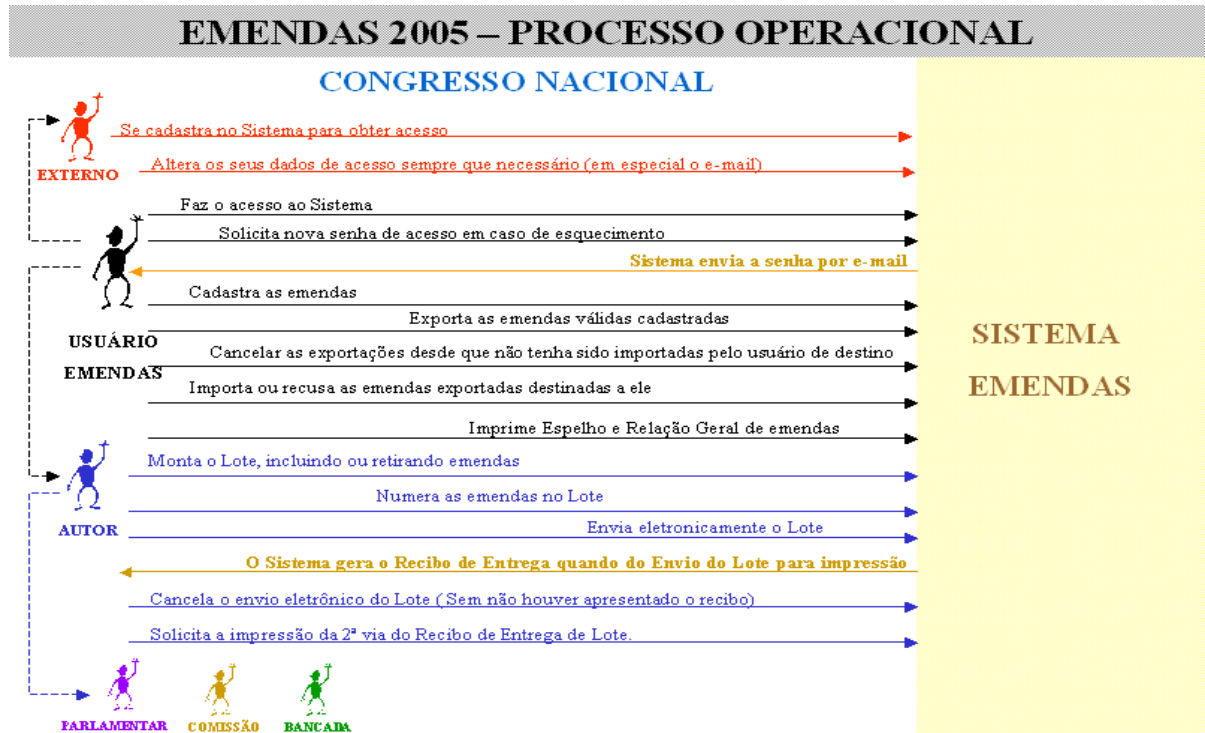 EMENDAS 2005 – PROCESSO OPERACIONAL
CONGRESSO NACIONAL
Se cadastra no Sistema para obter acesso
Altera os seus dados de acesso sempre que necessário (em especial o e-mail)
EXTERNO
Faz o acesso ao Sistema
Solicita nova senha de acesso em caso de esquecimento
Sistema envia a senha por e-mail
Cadastra as emendas
Exporta as emendas válidas cadastradas
USUÁRIO
EMENDAS
Cancelar as exportações desde que não tenha sido importadas pelo usuário de destino
Importa ou recusa as emendas exportadas destinadas a ele
Imprime Espelho e Relação Geral de emendas
SISTEMA
EMENDAS
Monta o Lote, incluindo ou retirando emendas
Numera as emendas no Lote
AUTOR
Envia eletronicamente o Lote
O Sistema gera o Recibo de Entrega quando do Envio do Lote para impressão
Cancela o envio eletrônico do Lote ( Sem não houver apresentado o recibo)
Solicita a impressão da 2ª via do Recibo de Entrega de Lote.
PARLAMENTAR
COMISSÃO
BANCADA